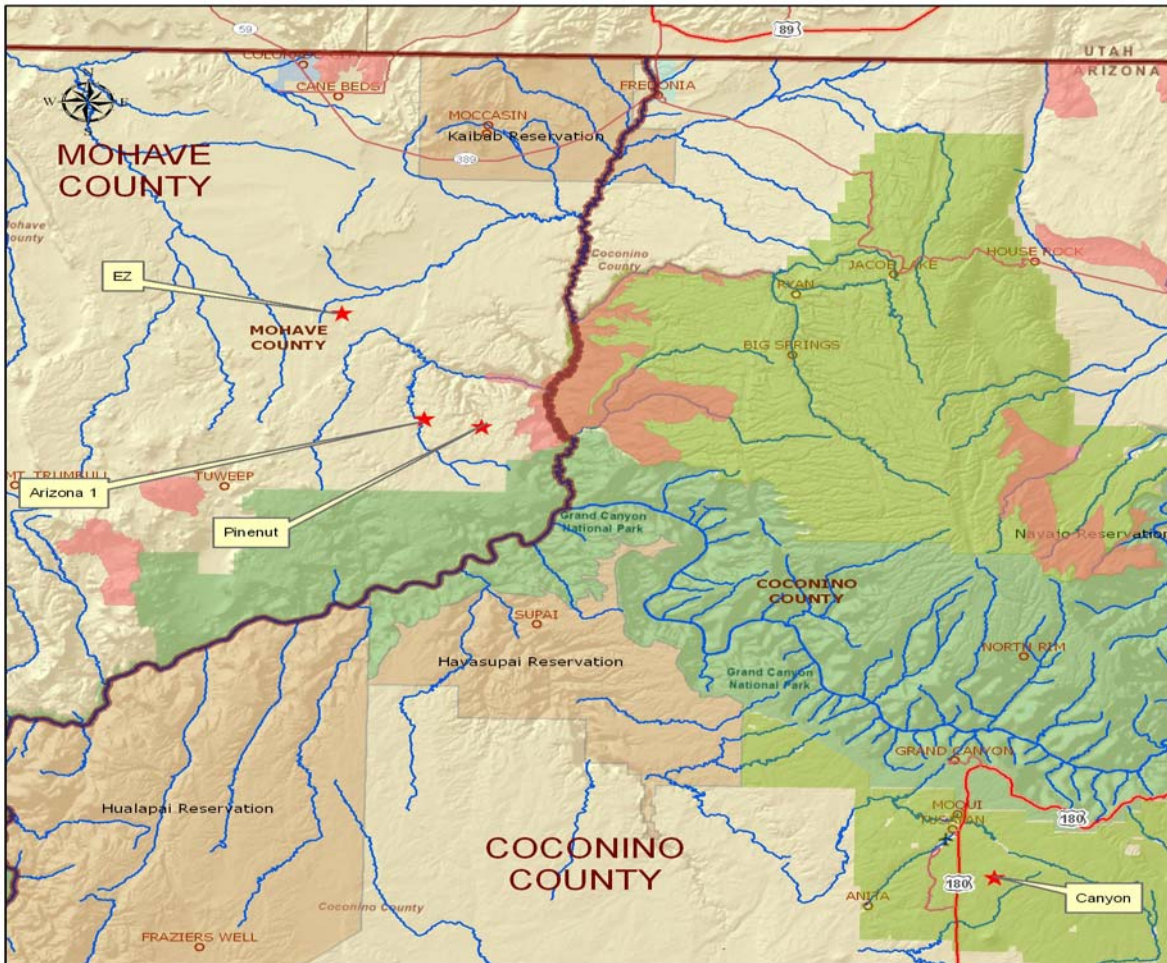 59
89
UTAH
ARIZONA
CANE BEDS
FREDONIA
N
W
E
S
MOCCASIN
Kaibab Reservation
389
MOHAVE
COUNTY
Mohave
County
Coconino
County
HOUSE ROCK
JACOB LAKE
RYAN
EZ
MOHAVE
COUNTY
BIG SPRINGS
MT. TRUMBULL
TUWEEP
Arizona 1
Pinenut
Grand Canyon
National Park
Navajo Reservation
COCONINO
COUNTY
SUPAI
Havasupai Reservation
NORTH RIM
Grand Canyon
National Park
GRAND CANYON
Hualapai Reservation
MOQUI
180
COCONINO
COUNTY
180
ANITA
Canyon
Coconino County
FRAZIERS WELL